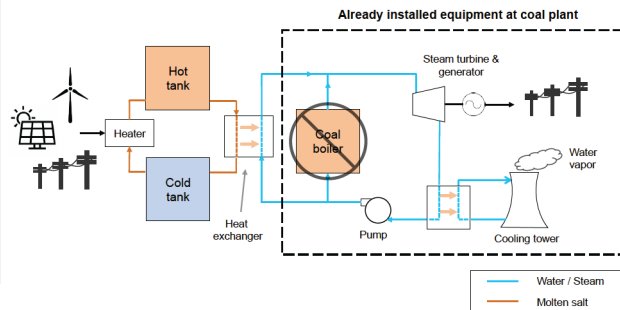 Already installed equipment at coal plant
Steam turbine &
generator
Hot
tank
Heater
Coal
boiler
Cold
tank
Heat
exchanger
Pump
Water
vapor
Cooling tower
Water / Steam
Molten salt